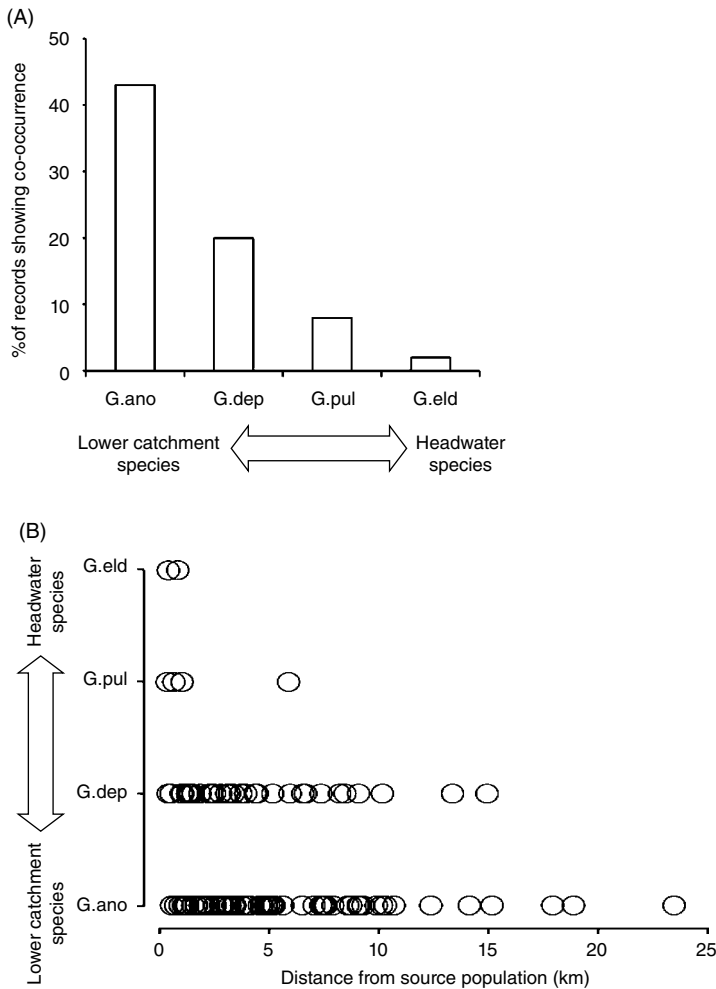 (A)
50
40
30
20
10
0
%of records showing co-occurrence
G.ano
G.dep
G.pul
G.eld
Lower catchment
species
Headwater
species
(B)
Headwater
species
Lower catchment
species
G.eld
G.pul
G.dep
G.ano
0
5
10
15
20
25
Distance from source population (km)